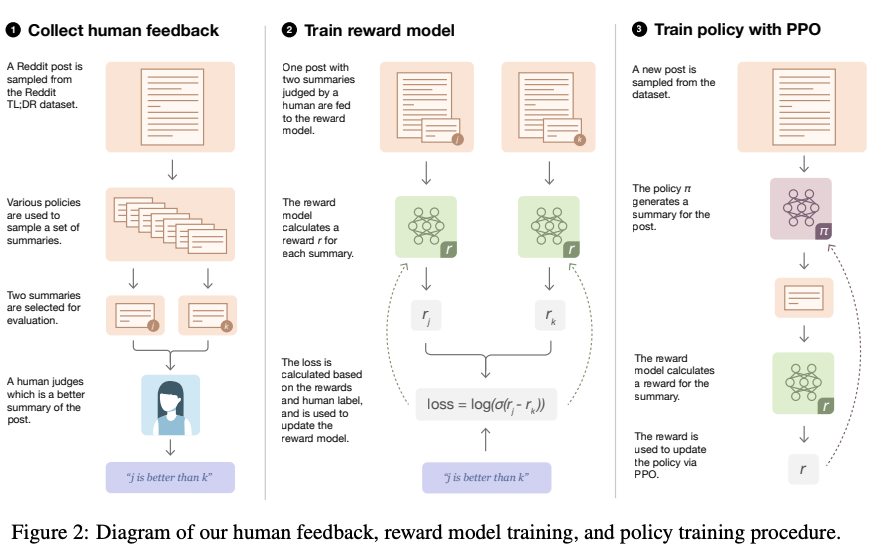 1 Collect human feedback
A Reddit post is
sampled from
the Reddit
TL;DR dataset.
Various policies
are used to
sample a set of
summaries.
Two summaries
are selected for
evaluation.
j
k
A human judges
which is a better
summary of the
post.
“j is better than k”
2 Train reward model
One post with
two summaries
judged by a
human are fed
to the reward
model.
j
k
The reward
model
calculates a
reward r for
each summary.
r
r
rj
rk
The loss is
calculated based
on the rewards
and human label,
and is used to
update the
reward model.
loss = log(σ(rj - rk))
“j is better than k”
3 Train policy with PPO
A new post is
sampled from the
dataset.
The policy π
generates a
summary for the
post.
π
The reward
model calculates
a reward for the
summary.
r
The reward is
used to update
the policy via
PPO.
r
Figure 2: Diagram of our human feedback, reward model training, and policy training procedure.